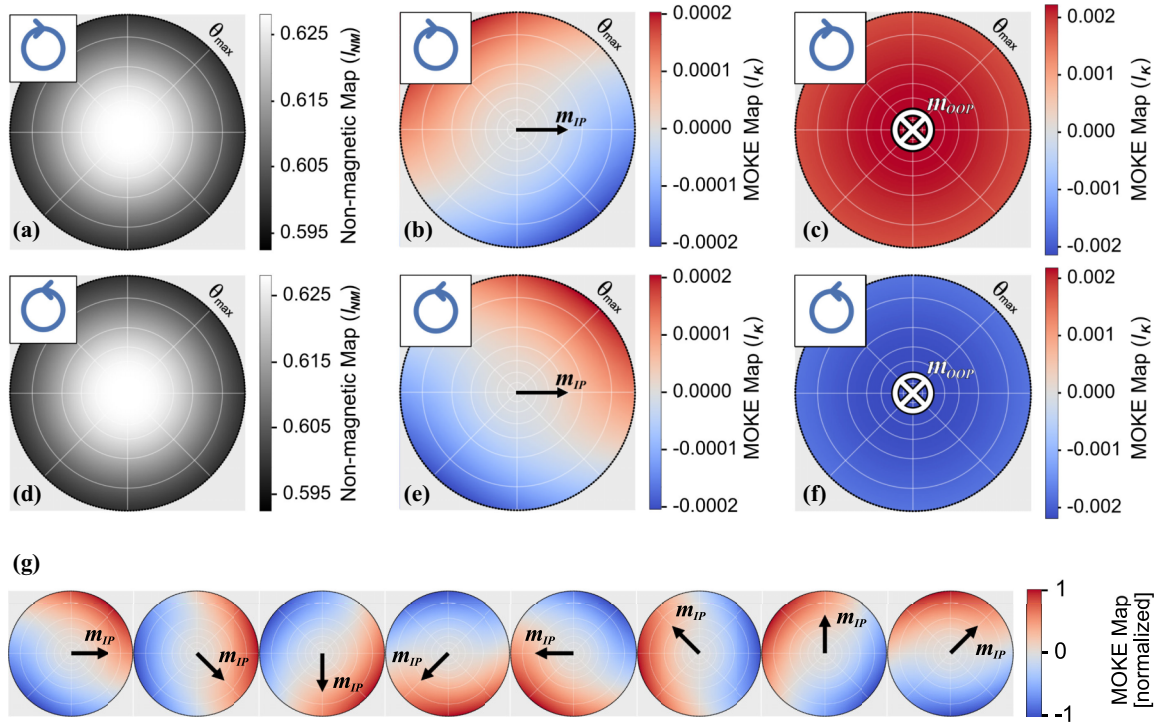 θmax
0.625
0.615
0.605
0.595
Non-magnetic Map (INM)
(a)
θmax
mIP
0.0002
0.0001
0.0000
-0.0001
-0.0002
MOKE Map (Iκ)
(b)
θmax
mOOP
0.002
0.001
0.000
-0.001
-0.002
MOKE Map (Iκ)
(c)
θmax
0.625
0.615
0.605
0.595
Non-magnetic Map (INM)
(d)
θmax
mIP
0.0002
0.0001
0.0000
-0.0001
-0.0002
MOKE Map (Iκ)
(e)
θmax
mOOP
0.002
0.001
0.000
-0.001
-0.002
MOKE Map (Iκ)
(f)
(g)
mIP
mIP
mIP
mIP
mIP
mIP
mIP
mIP
1
0
-1
MOKE Map
[normalized]